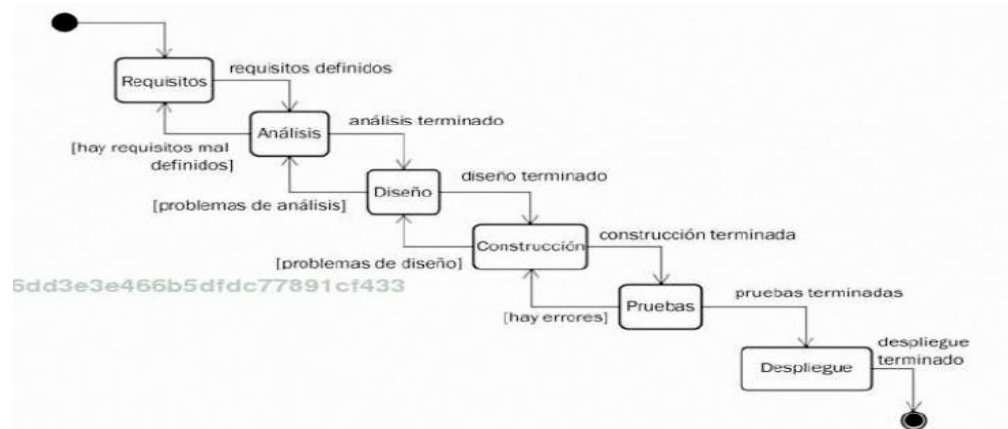 Requisitos
requisitos definidos
Análisis
análisis terminado
[hay requisitos mal
definidos]
Diseño
diseño terminado
[problemas de análisis]
Construcción
construcción terminada
[problemas de diseño]
6dd3e3e466b5dfdc77891cf433
Pruebas
pruebas terminadas
[hay errores]
despliegue
terminado
Despliegue